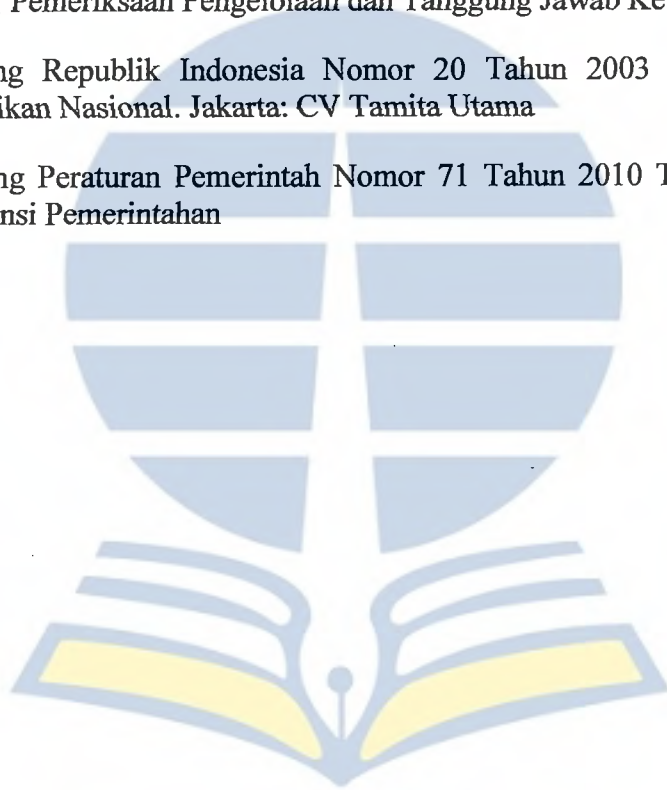 Pemeriksaan Pengelolaan dan Tanggung Jawab Ke
ng Republik Indonesia Nomor 20 Tahun 2003
ikan Nasional. Jakarta: CV Tamita Utama
ng Peraturan Pemerintah Nomor 71 Tahun 2010 T
nsi Pemerintahan